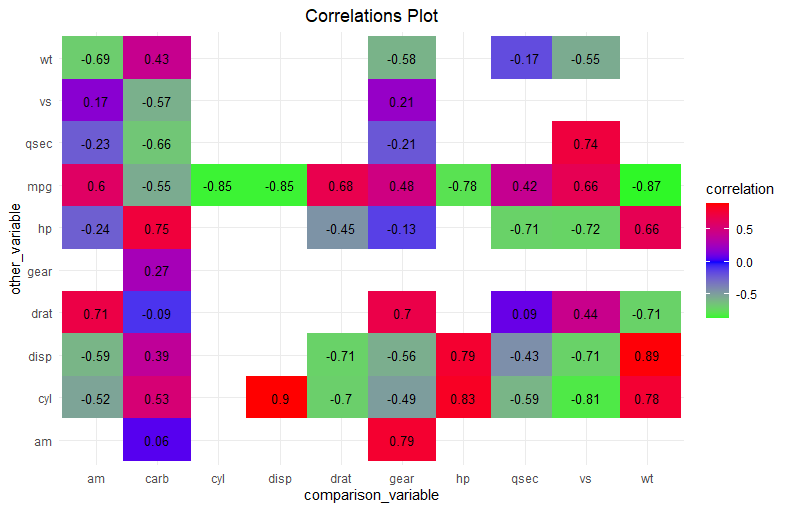 Correlations Plot
wt -0.69 0.43 -0.58 -0.17 -0.55
vs 0.17 -0.57 0.21
qsec -0.23 -0.66 -0.21 0.74
mpg 0.6 -0.55 -0.85 -0.85 0.68 0.48 -0.78 0.42 0.66 -0.87
hp -0.24 0.75 -0.45 -0.13 -0.71 -0.72 0.66
gear 0.27
drat 0.71 -0.09 0.7 0.09 0.44 -0.71
disp -0.59 0.39 -0.71 -0.56 0.79 -0.43 -0.71 0.89
cyl -0.52 0.53 0.9 -0.7 -0.49 0.83 -0.59 -0.81 0.78
am 0.06 0.79
am carb cyl disp drat gear hp qsec vs wt
comparison_variable
other_variable
correlation
0.5
0.0
-0.5